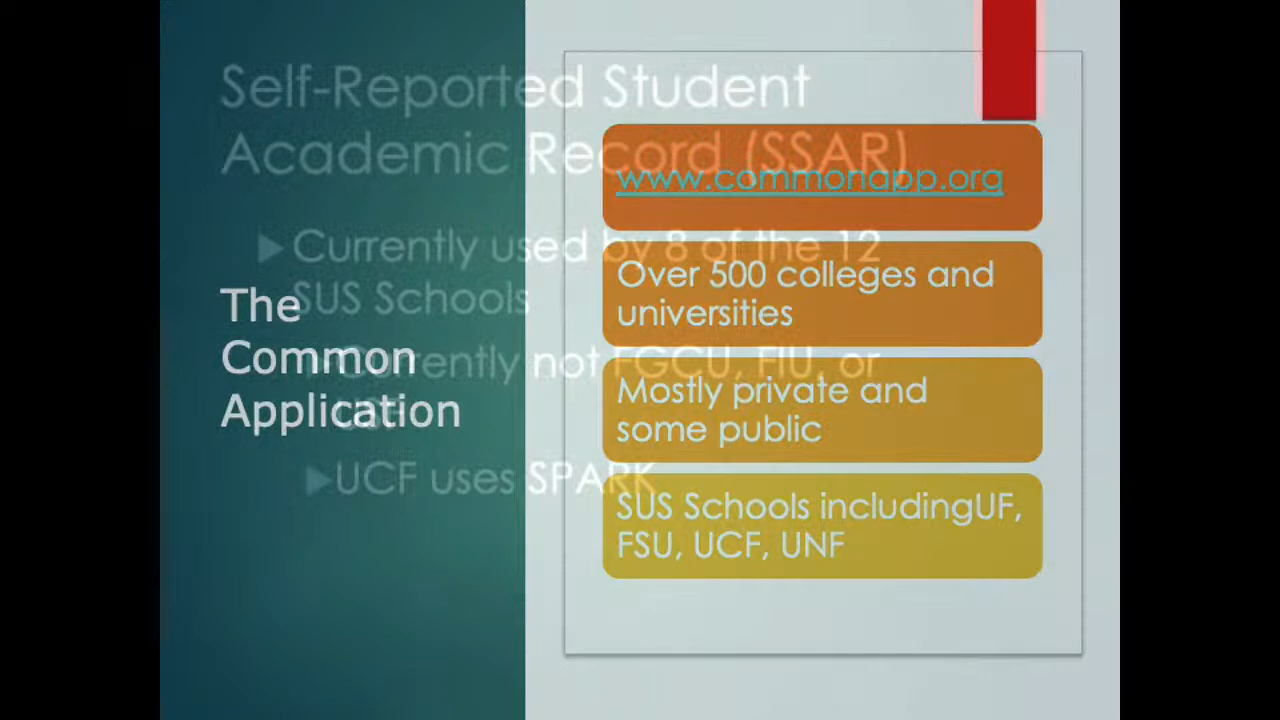 Self-Reported Student
Academic Record (SSAR)
Currently used by 8 of the 12
SUS Schools
Currently not FGCU, FIU, or
USF
UCF uses SPARK
The
Common
Application
www.commonapp.org
Over 500 colleges and
universities
Mostly private and
some public
SUS Schools includingUF,
FSU, UCF, UNF